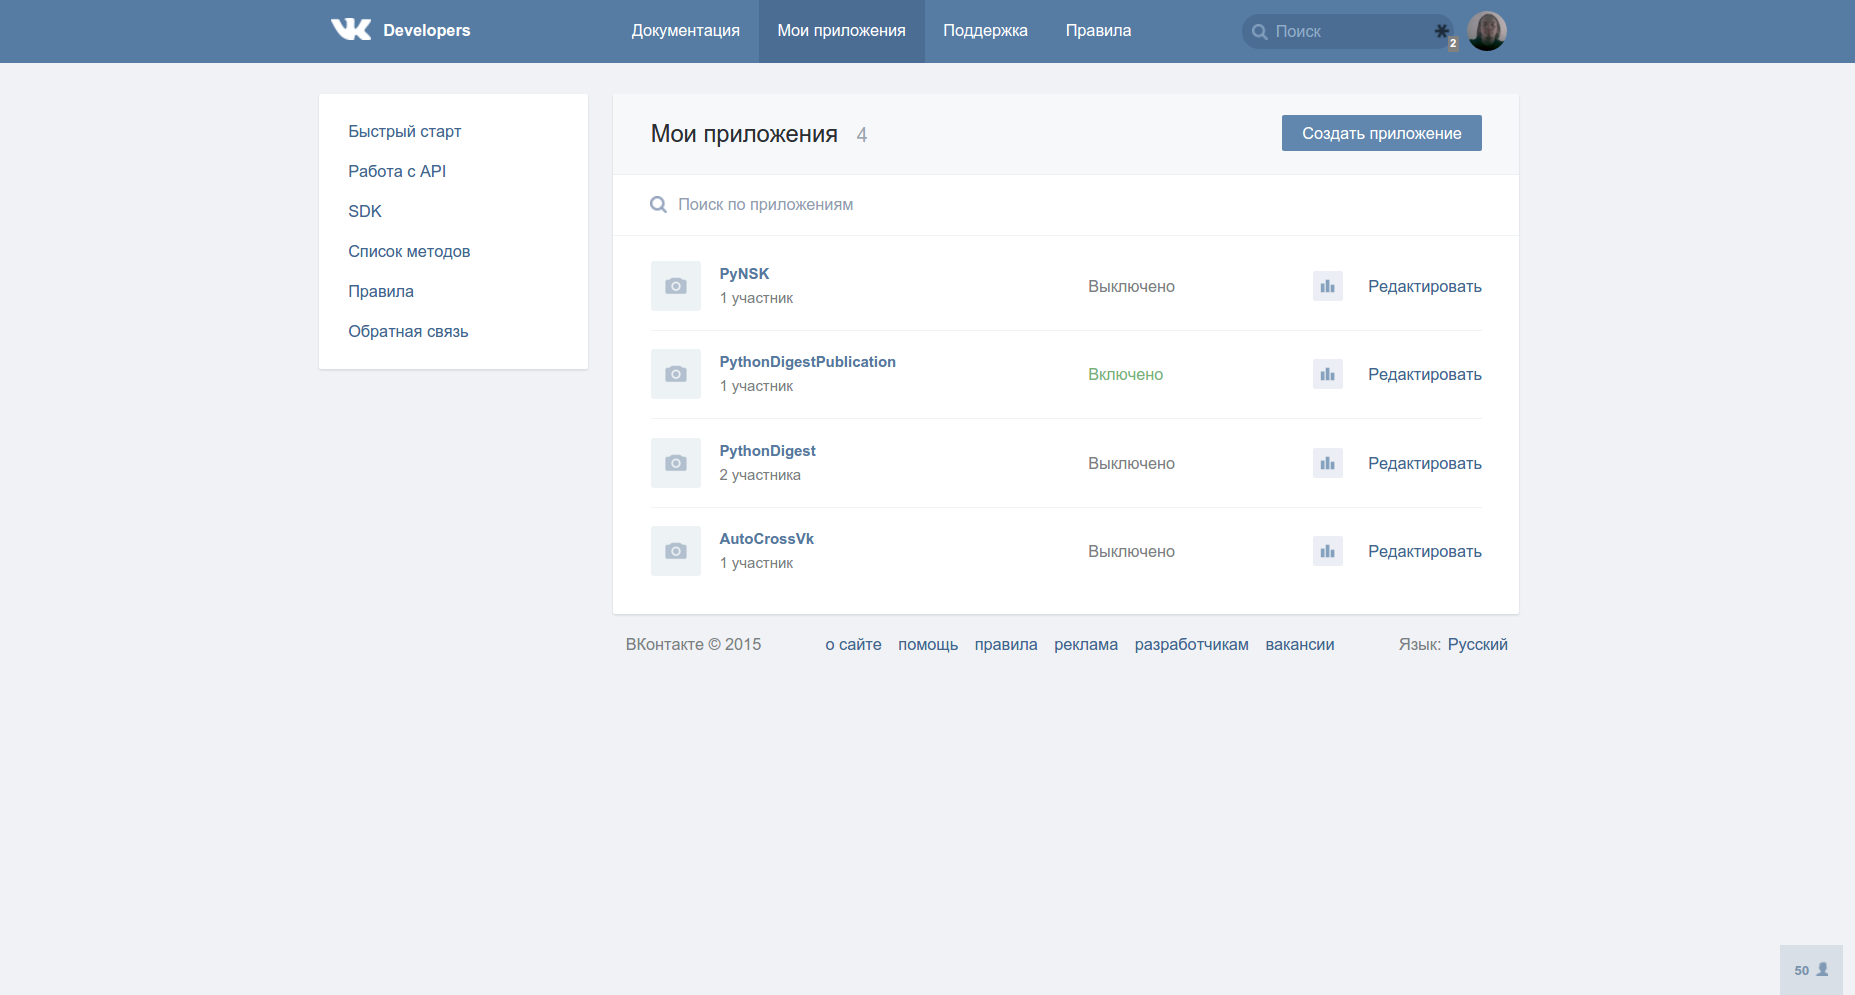 Developers
Документация
Мои приложения
Поддержка
Правила
Поиск
2
Быстрый старт
Работа с API
SDK
Список методов
Правила
Обратная связь
Мои приложения 4
Создать приложение
Поиск по приложениям
PyNSK
1 участник
Выключено
Редактировать
PythonDigestPublication
1 участник
Включено
Редактировать
PythonDigest
2 участника
Выключено
Редактировать
AutoCrossVk
1 участник
Выключено
Редактировать
ВКонтакте © 2015
о сайте помощь правила реклама разработчикам вакансии
Язык: Русский
50